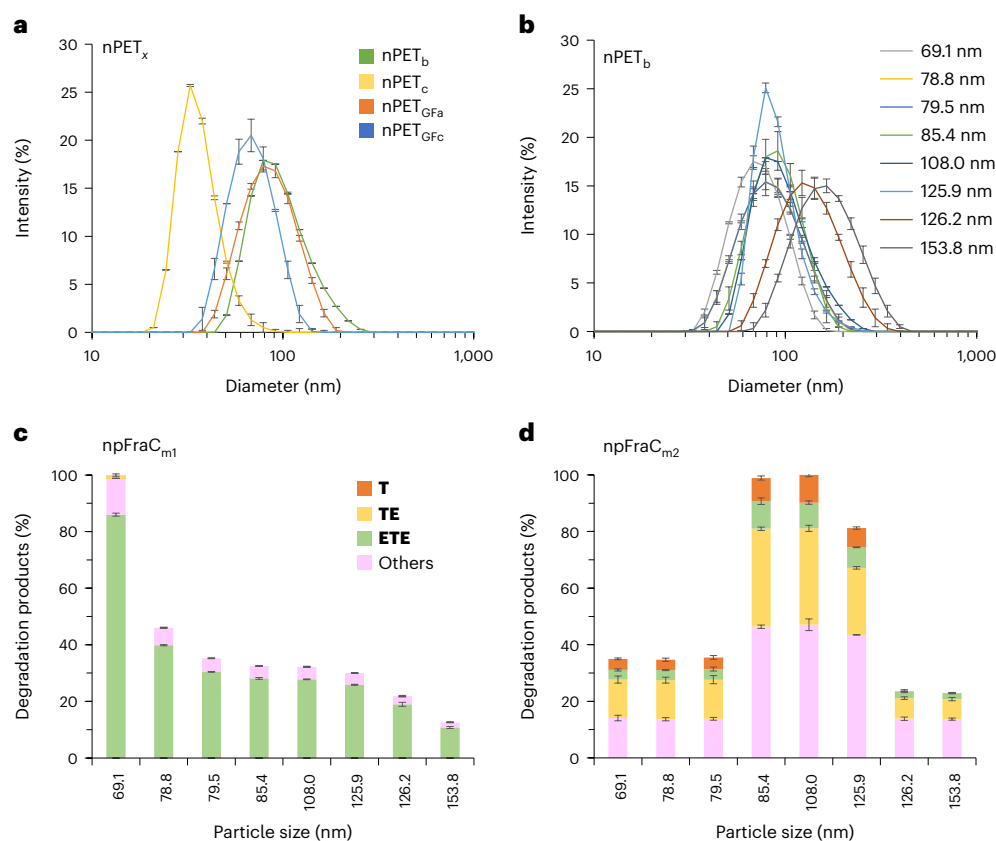 a
nPETx
30
25
20
15
10
5
0
Intensity (%)
10
100
1,000
Diameter (nm)
nPETb
nPETc
nPETGFa
nPETGFc
b
nPETb
30
25
20
15
10
5
0
Intensity (%)
10
100
1,000
Diameter (nm)
69.1 nm
78.8 nm
79.5 nm
85.4 nm
108.0 nm
125.9 nm
126.2 nm
153.8 nm
c
npFraCm1
100
80
60
40
20
0
Degradation products (%)
69.1
78.8
79.5
85.4
108.0
125.9
126.2
153.8
Particle size (nm)
T
TE
ETE
Others
d
npFraCm2
100
80
60
40
20
0
Degradation products (%)
69.1
78.8
79.5
85.4
108.0
125.9
126.2
153.8
Particle size (nm)